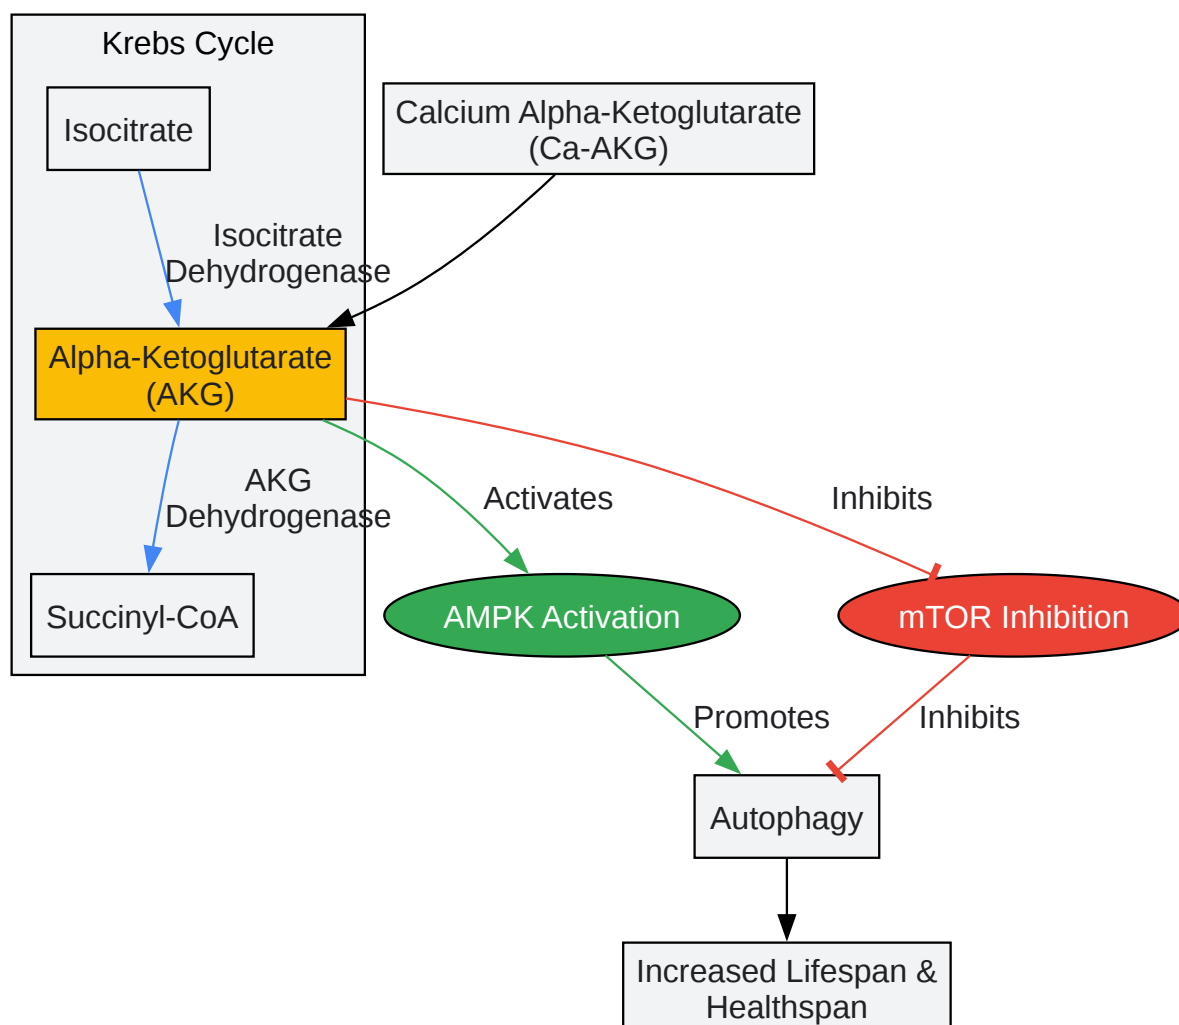 Krebs Cycle
Isocitrate
Calcium Alpha-Ketoglutarate
(Ca-AKG)
Isocitrate
Dehydrogenase
Alpha-Ketoglutarate
(AKG)
AKG
Dehydrogenase
Activates
Inhibits
Succinyl-CoA
AMPK Activation
mTOR Inhibition
Promotes
Inhibits
Autophagy
Increased Lifespan &
Healthspan